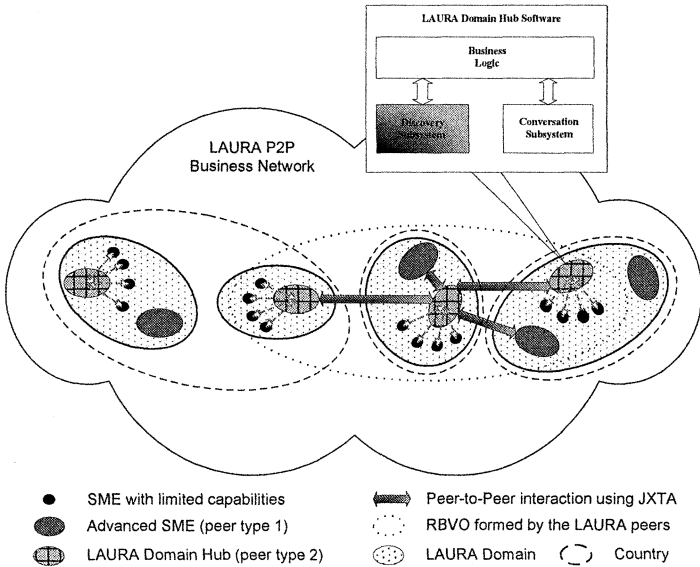 LAURA Domain Hub Software
Business
Logic
Discovery
Subsystem
Conversation
Subsystem
LAURA P2P
Business Network
SME with limited capabilities
Advanced SME (peer type 1)
LAURA Domain Hub (peer type 2)
Peer-to-Peer interaction using JXTA
RBVO formed by the LAURA peers
LAURA Domain
Country